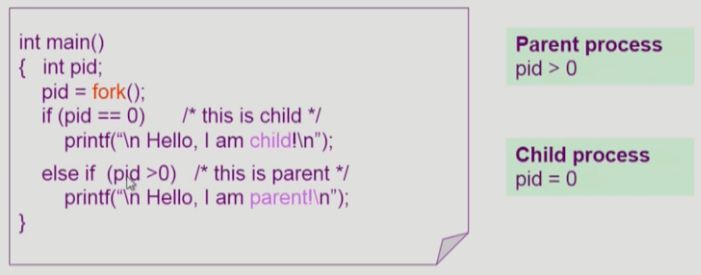 int main()
{ int pid;
pid = fork();
if (pid == 0) /* this is child */
printf(“\n Hello, I am child!\n”);
else if (pid >0) /* this is parent */
printf(“\n Hello, I am parent!\n”);
}
Parent process
pid > 0
Child process
pid = 0